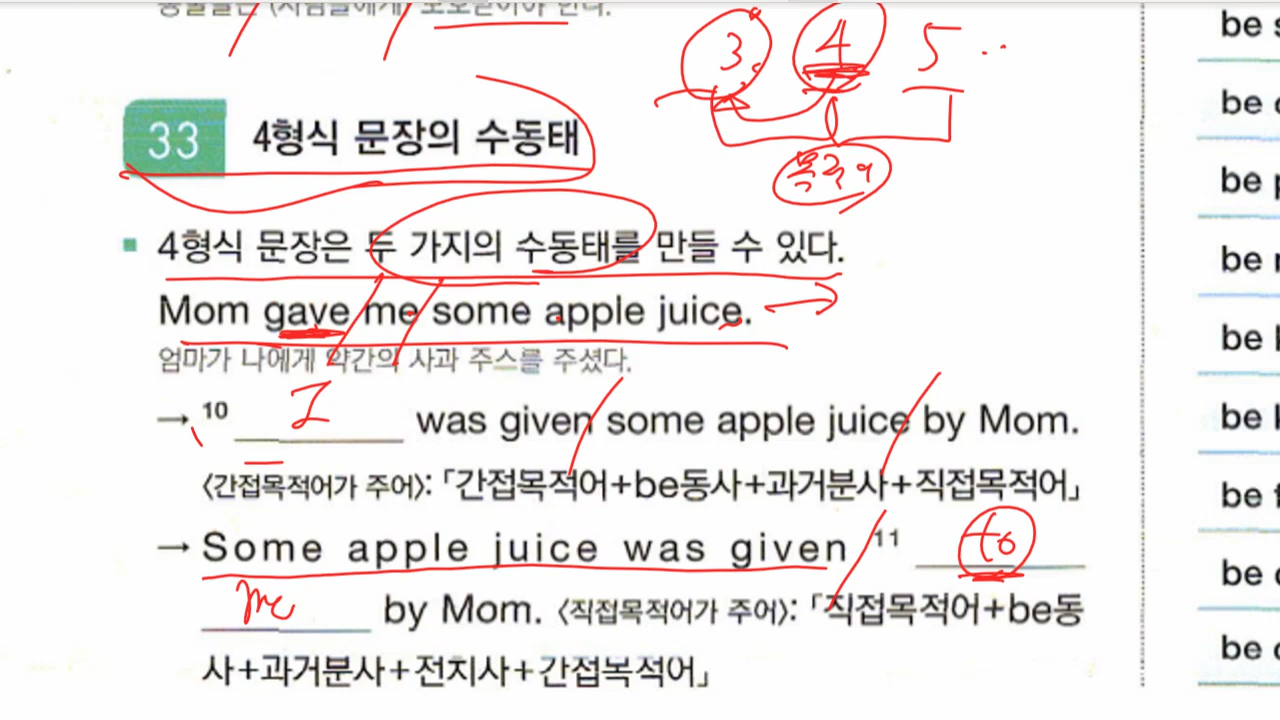 3 4 5 ..
33 4형식 문장의 수동태
목적어
4형식 문장은 두 가지의 수동태를 만들 수 있다.
Mom gave me some apple juice.
엄마가 나에게 약간의 사과 주스를 주셨다.
→ 10 I was given some apple juice by Mom.
〈간접목적어가 주어〉: 「간접목적어+be동사+과거분사+직접목적어」
→ Some apple juice was given 11 to
me by Mom. 〈직접목적어가 주어〉: 「직접목적어+be동
사+과거분사+전치사+간접목적어」
be
be
be
be
be
be
be
be
be